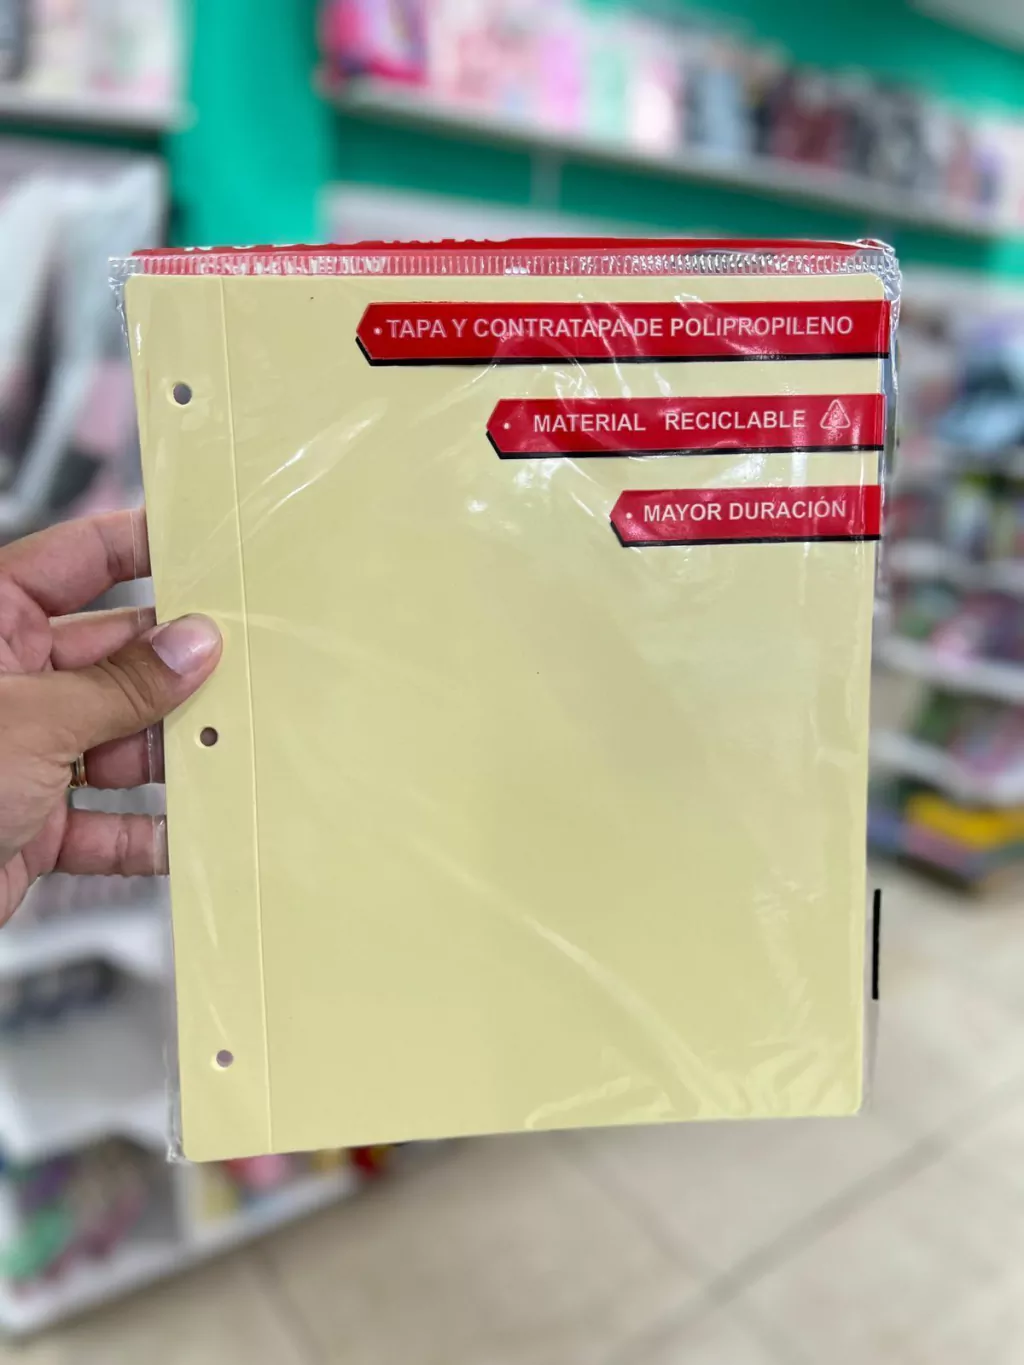 • TAPA Y CONTRATAPA DE POLIPROPILENO
• MATERIAL RECICLABLE
• MAYOR DURACIÓN